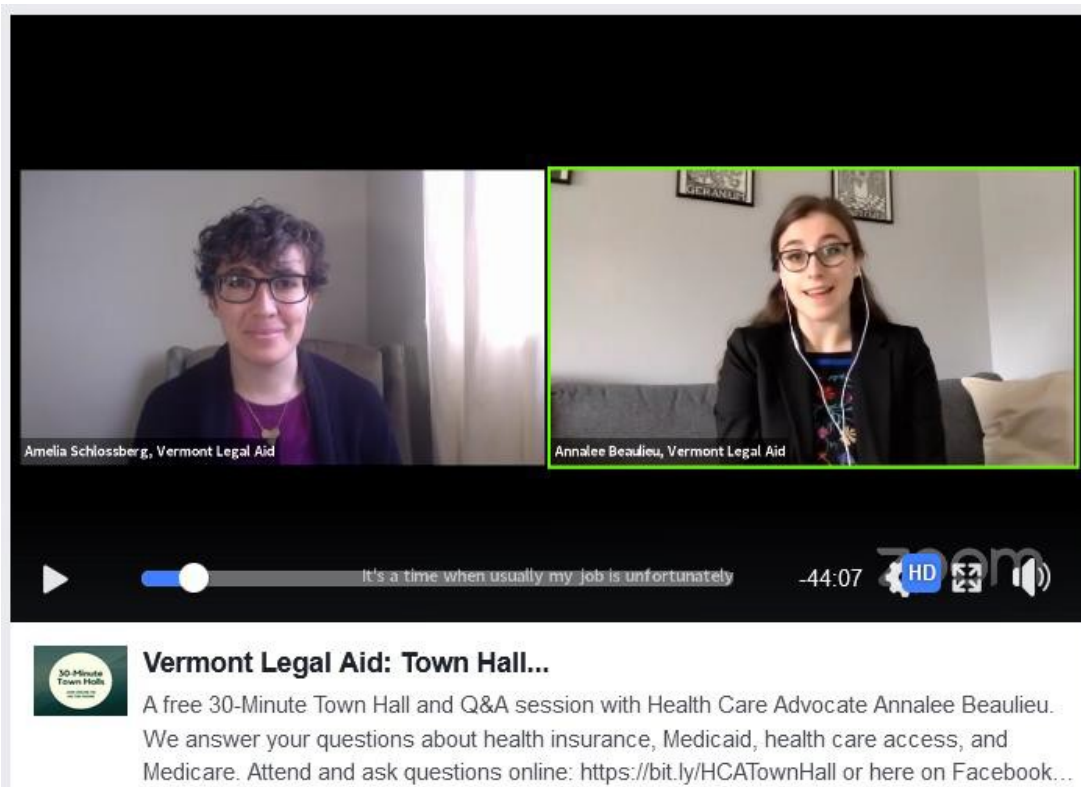 GERANIUM
Amelia Schlossberg, Vermont Legal Aid
Annalee Beaulieu, Vermont Legal Aid
It's a time when usually my job is unfortunately
-44:07
zoom
HD
30-Minute
Town Halls
Vermont Legal Aid: Town Hall...
A free 30-Minute Town Hall and Q&A session with Health Care Advocate Annalee Beaulieu.
We answer your questions about health insurance, Medicaid, health care access, and
Medicare. Attend and ask questions online: https://bit.ly/HCATownHall or here on Facebook...